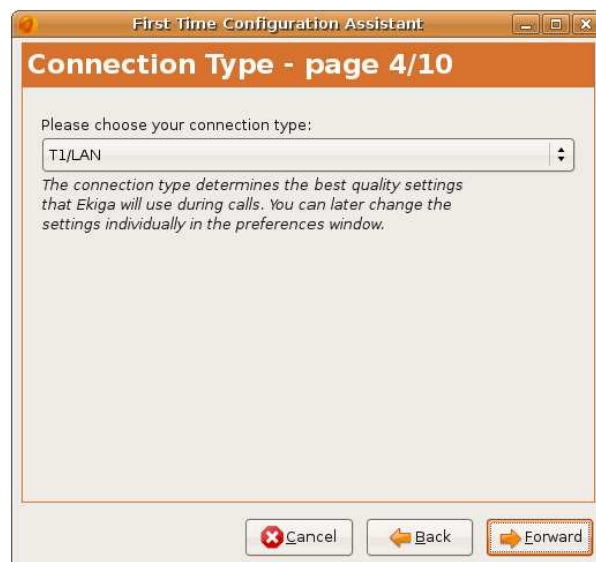 First Time Configuration Assistant
Connection Type - page 4/10
Please choose your connection type:
T1/LAN
The connection type determines the best quality settings
that Ekiga will use during calls. You can later change the
settings individually in the preferences window.
Cancel
Back
Forward